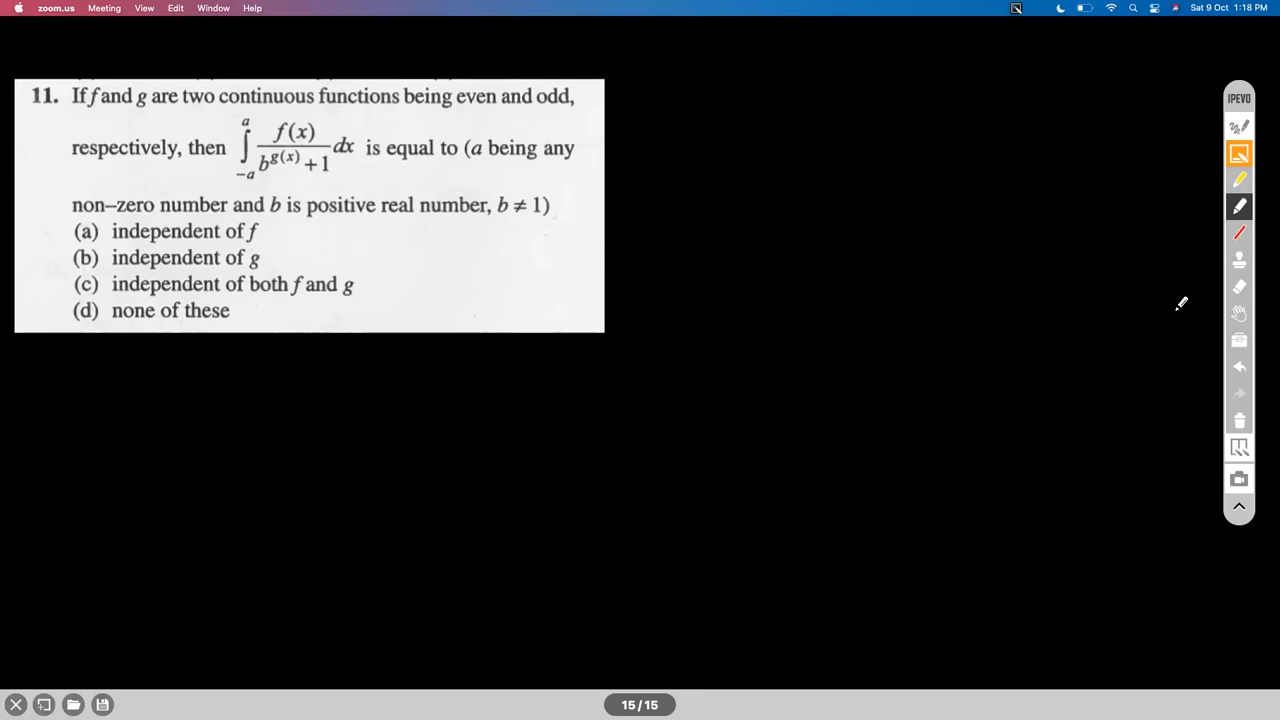 zoom.us Meeting View Edit Window Help Sat 9 Oct 1:18 PM
11. If f and g are two continuous functions being even and odd,
respectively, then \int_{-a}^{a} \frac{f(x)}{b^{g(x)}+1} dx is equal to (a being any
non–zero number and b is positive real number, b ≠ 1)
(a) independent of f
(b) independent of g
(c) independent of both f and g
(d) none of these
IPEVO
15/15